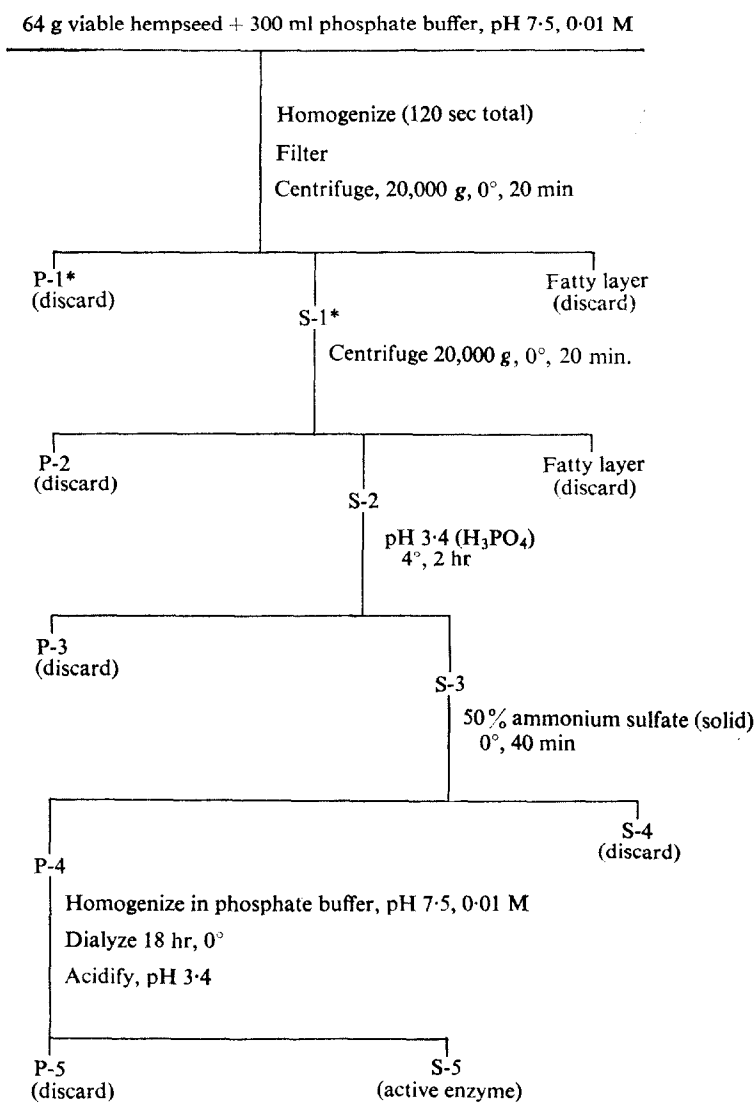 64 g viable hempseed + 300 ml phosphate buffer, pH 7·5, 0·01 M
Homogenize (120 sec total)
Filter
Centrifuge, 20,000 g, 0°, 20 min
P-1*
(discard)
S-1*
Fatty layer
(discard)
Centrifuge 20,000 g, 0°, 20 min.
P-2
(discard)
S-2
Fatty layer
(discard)
pH 3·4 (H₃PO₄)
4°, 2 hr
P-3
(discard)
S-3
50% ammonium sulfate (solid)
0°, 40 min
P-4
S-4
(discard)
Homogenize in phosphate buffer, pH 7·5, 0·01 M
Dialyze 18 hr, 0°
Acidify, pH 3·4
P-5
(discard)
S-5
(active enzyme)